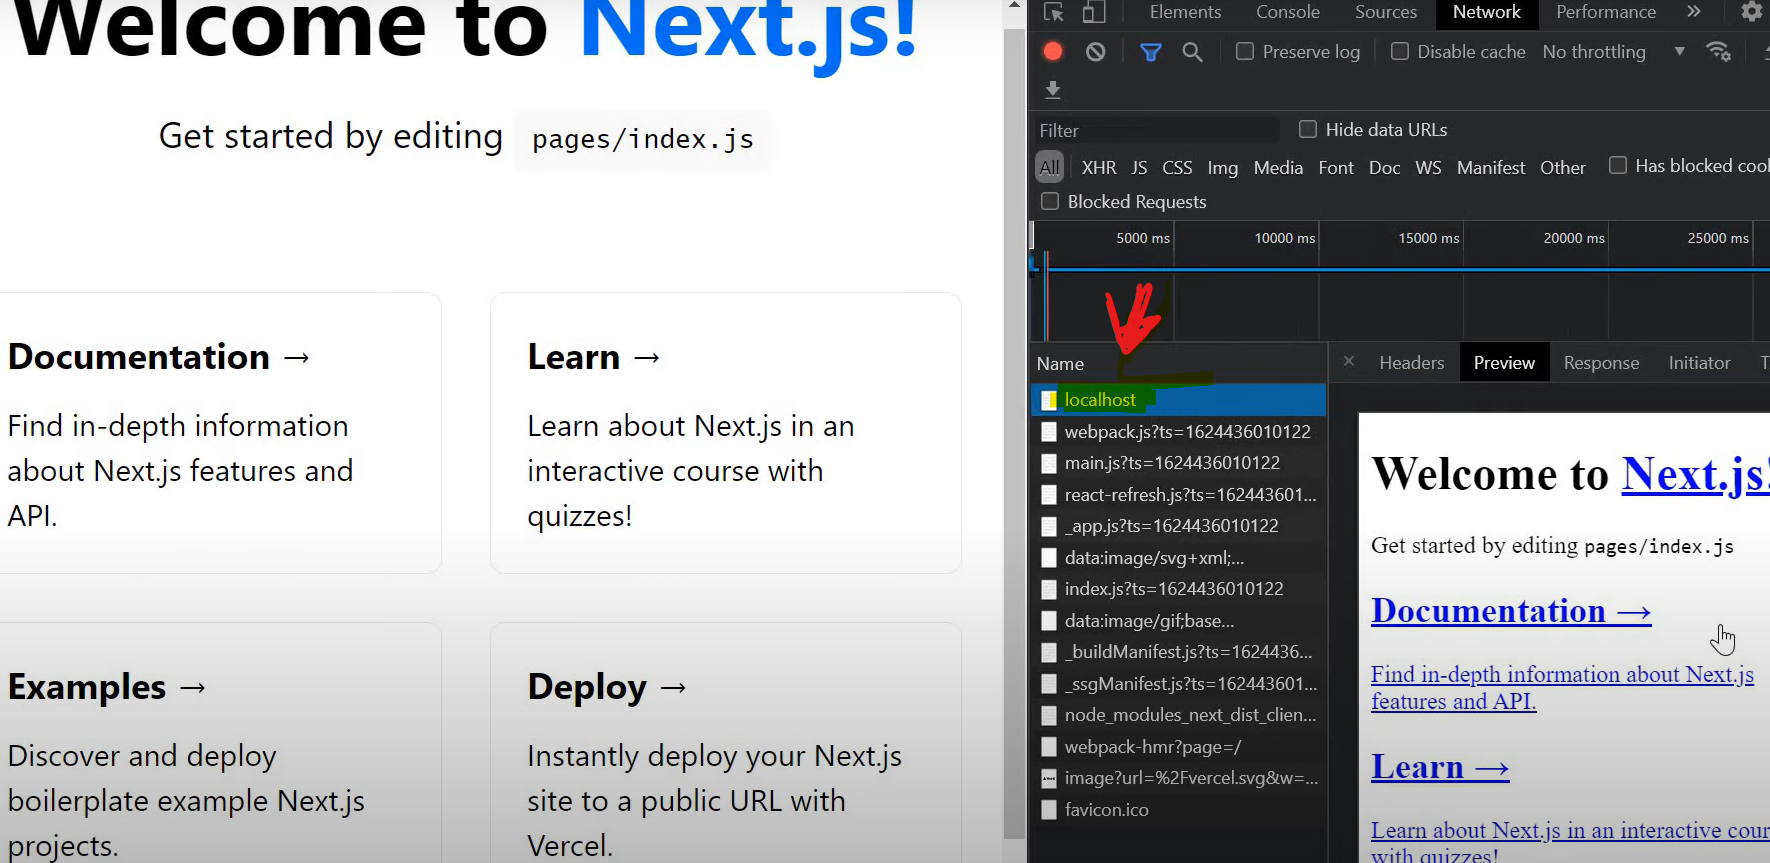 Welcome to Next.js!
Get started by editing pages/index.js
Documentation →
Find in-depth information
about Next.js features and
API.
Learn →
Learn about Next.js in an
interactive course with
quizzes!
Examples →
Discover and deploy
boilerplate example Next.js
projects.
Deploy →
Instantly deploy your Next.js
site to a public URL with
Vercel.
Elements Console Sources Network Performance »
Preserve log Disable cache No throttling
Filter Hide data URLs
All XHR JS CSS Img Media Font Doc WS Manifest Other Has blocked cool
Blocked Requests
5000 ms 10000 ms 15000 ms 20000 ms 25000 ms
Name
localhost
webpack.js?ts=1624436010122
main.js?ts=1624436010122
react-refresh.js?ts=162443601...
_app.js?ts=1624436010122
data:image/svg+xml;...
index.js?ts=1624436010122
data:image/gif;base...
_buildManifest.js?ts=1624436...
_ssgManifest.js?ts=162443601...
node_modules_next_dist_clien...
webpack-hmr?page=/
image?url=%2Fvercel.svg&w=...
favicon.ico
× Headers Preview Response Initiator T
Welcome to Next.js!
Get started by editing pages/index.js
Documentation →
Find in-depth information about Next.js
features and API.
Learn →
Learn about Next.js in an interactive cour
with quizzes!